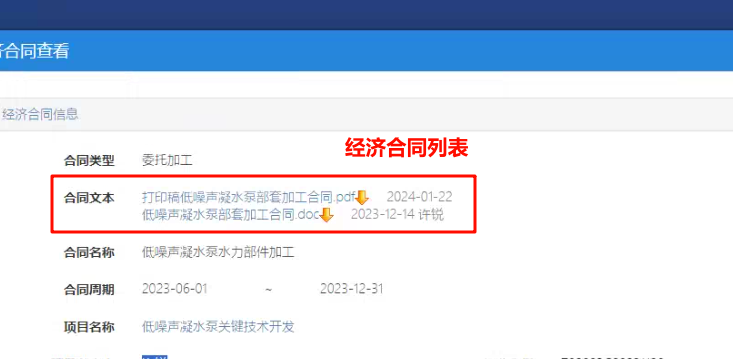 济合同查看
经济合同信息
经济合同列表
合同类型 委托加工
合同文本 打印稿低噪声凝水泵部套加工合同.pdf 2024-01-22
低噪声凝水泵部套加工合同.doc 2023-12-14 许锐
合同名称 低噪声凝水泵水力部件加工
合同周期 2023-06-01 ~ 2023-12-31
项目名称 低噪声凝水泵关键技术开发